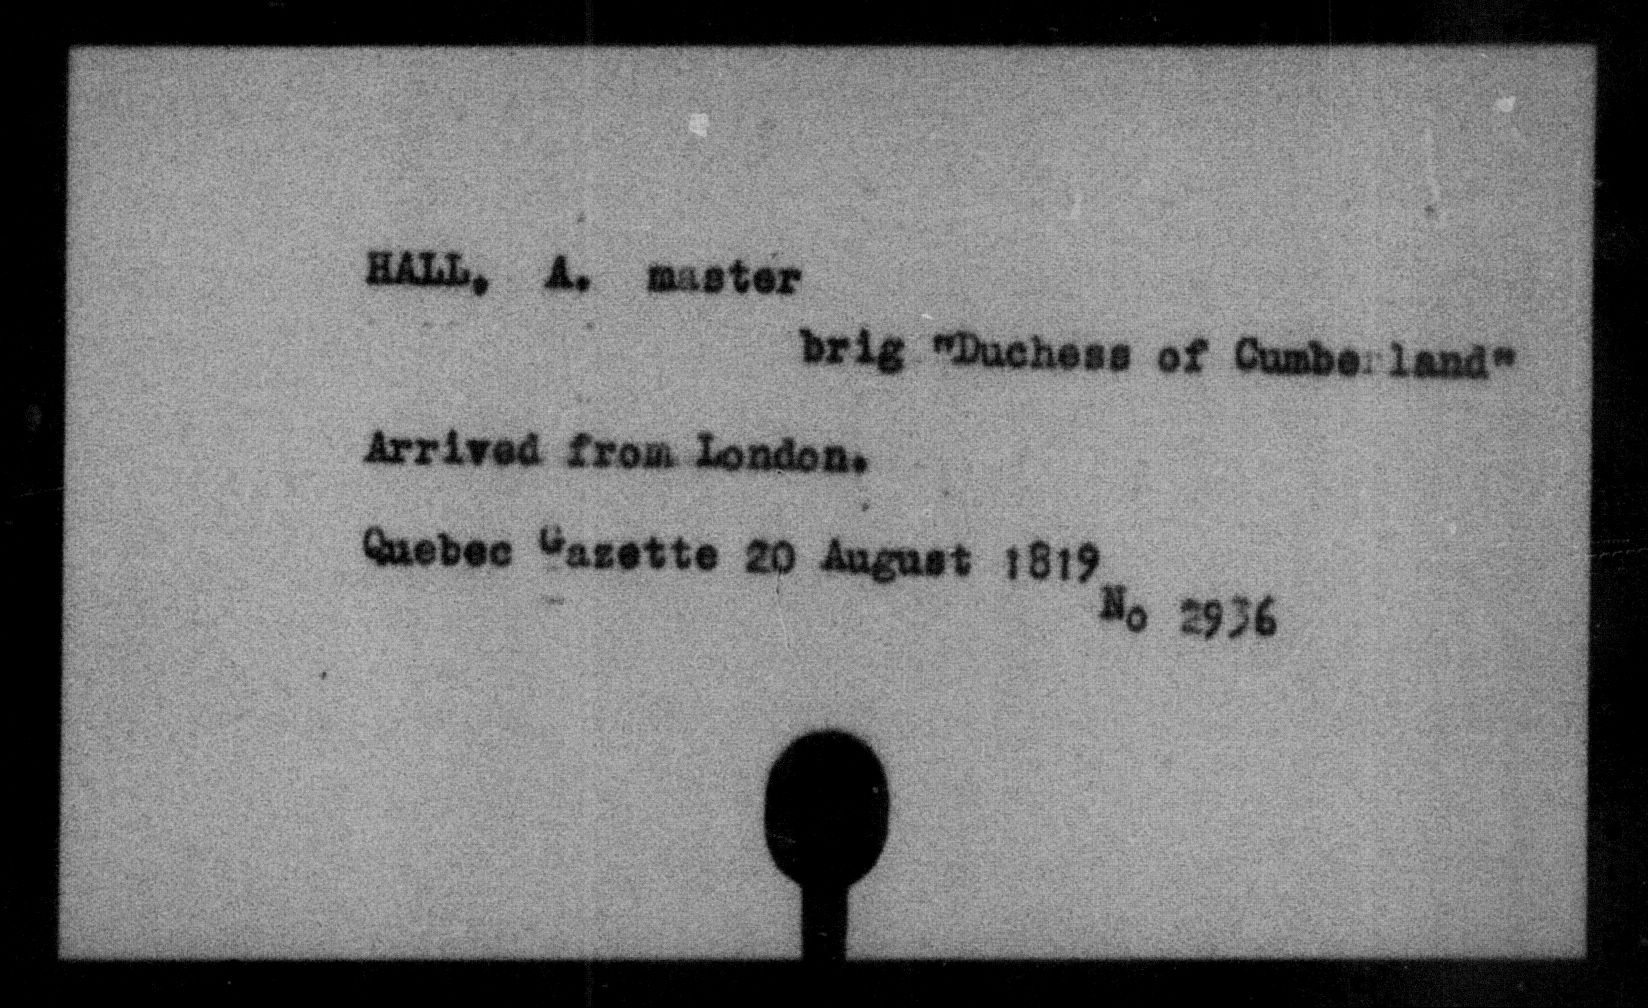 HALL, A. master
brig "Duchess of Cumberland"
Arrived from London.
Quebec Gazette 20 August 1819
No 2936